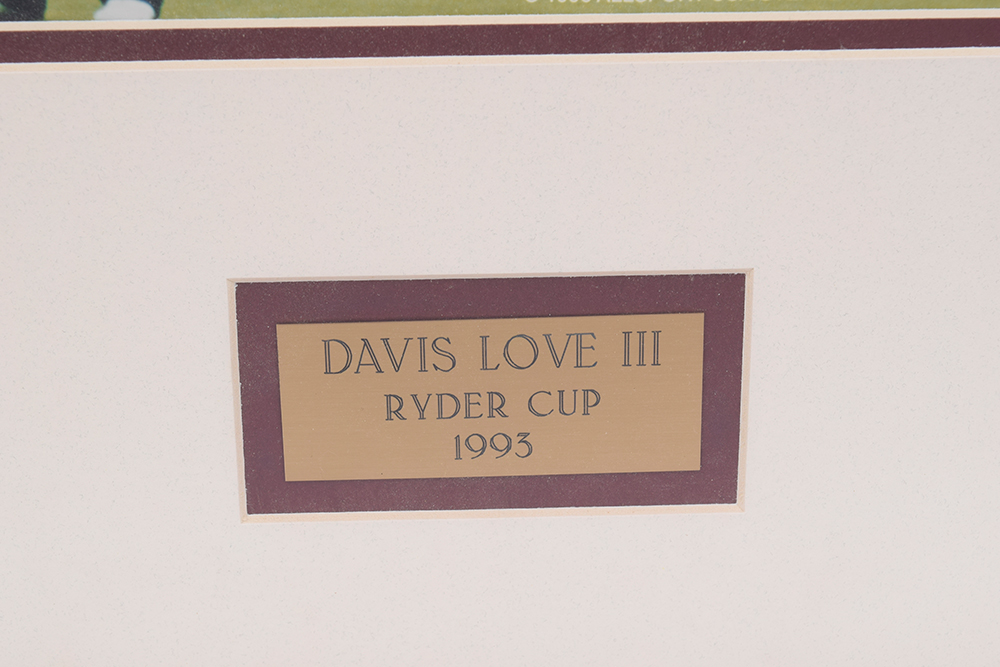 DAVIS LOVE III
RYDER CUP
1993